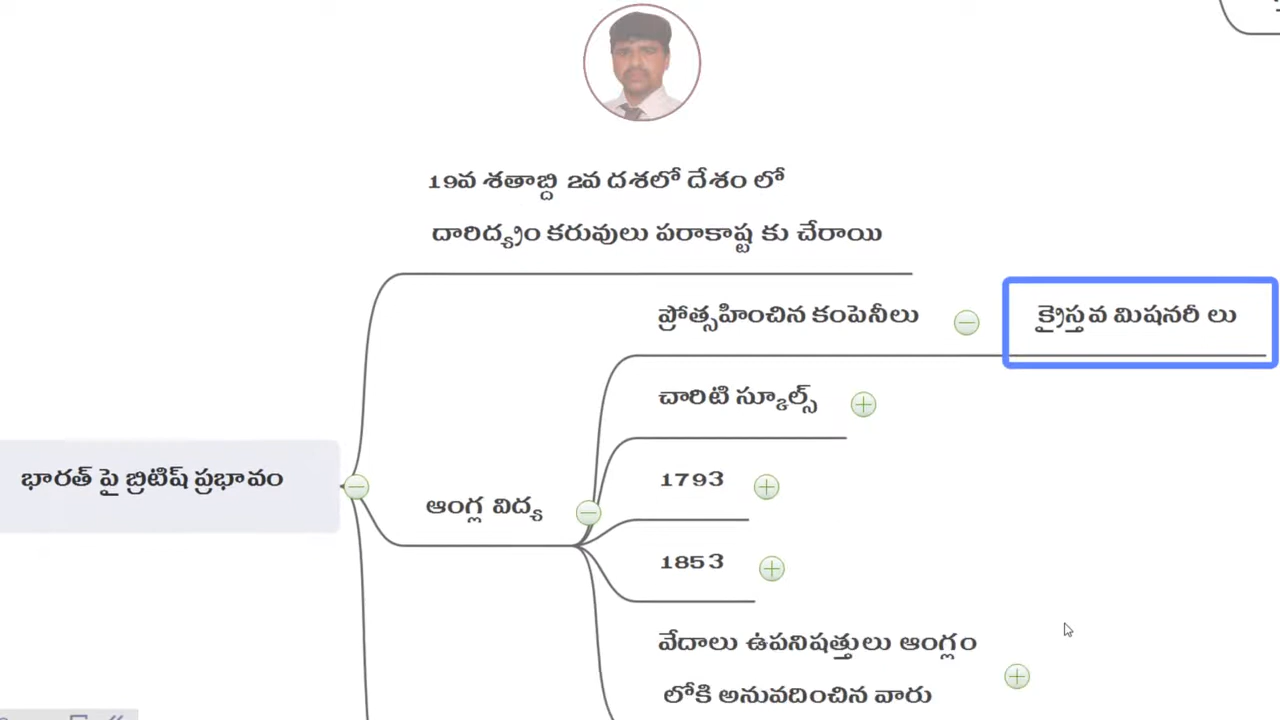 19వ శతాబ్ది 2వ దశలో దేశం లో
దారిద్య్రం కరువులు పరాకాష్ట కు చేరాయి
ప్రోత్సహించిన కంపెనీలు
క్రైస్తవ మిషనరీ లు
చారిటి స్కూల్స్
భారత్ పై బ్రిటిష్ ప్రభావం
1793
ఆంగ్ల విద్య
1853
వేదాలు ఉపనిషత్తులు ఆంగ్లం
లోకి అనువదించిన వారు